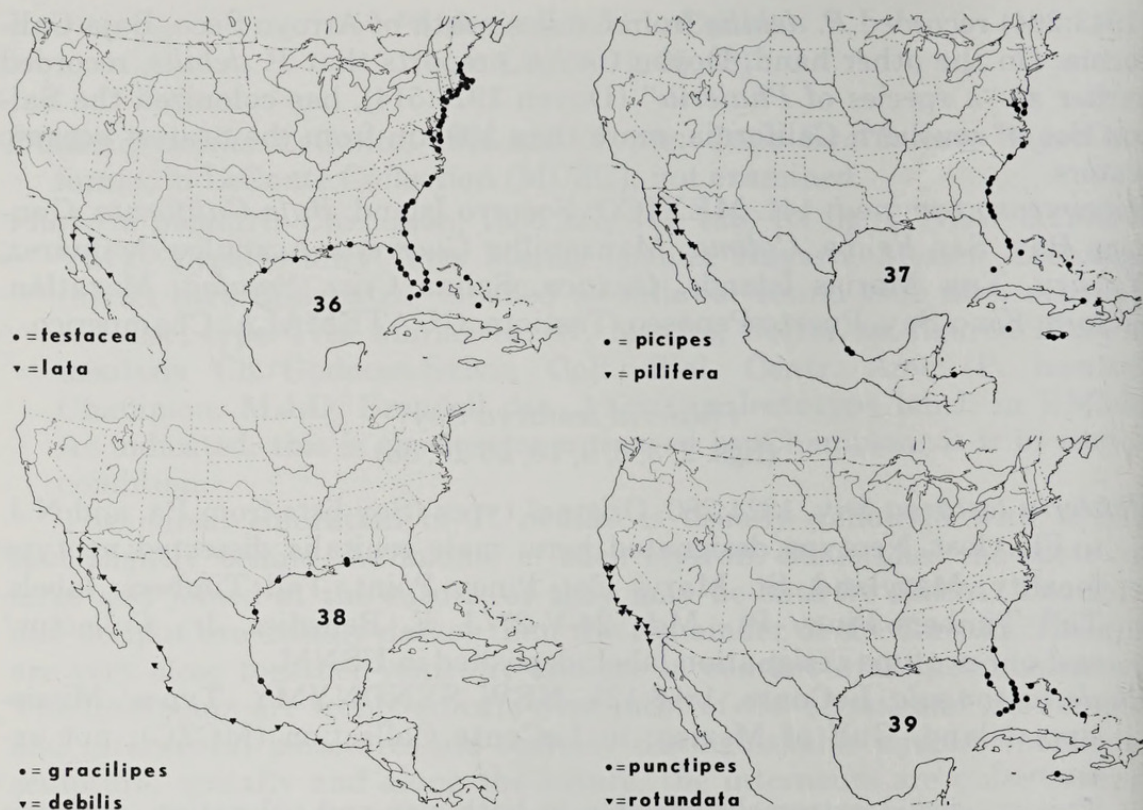 36
• = testacea
▾ = lata
37
• = picipes
▾ = pilifera
38
• = gracilipes
▾ = debilis
39
• = punctipes
▾ = rotundata